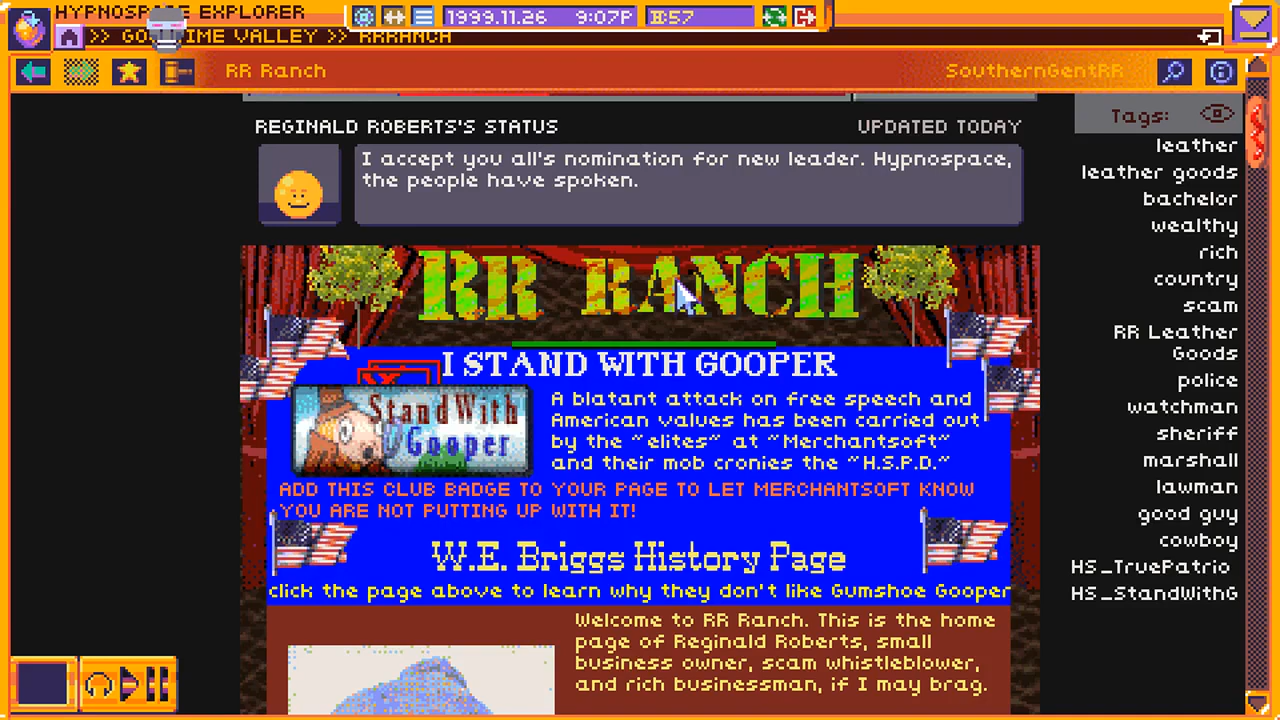 HYPNOSPACE EXPLORER
1999.11.26 9:07P
:57
>> GOODTIME VALLEY >> RRRANCH
RR Ranch
SouthernGentRR
REGINALD ROBERTS'S STATUS
UPDATED TODAY
I accept you all's nomination for new leader. Hypnospace,
the people have spoken.
RR RANCH
I STAND WITH GOOPER
Stand With
Gooper
A blatant attack on free speech and
American values has been carried out
by the "elites" at "Merchantsoft"
and their mob cronies the "H.S.P.D."
ADD THIS CLUB BADGE TO YOUR PAGE TO LET MERCHANTSOFT KNOW
YOU ARE NOT PUTTING UP WITH IT!
W.E. Briggs History Page
click the page above to learn why they don't like Gumshoe Gooper
Welcome to RR Ranch. This is the home
page of Reginald Roberts, small
business owner, scam whistleblower,
and rich businessman, if I may brag.
Tags:
leather
leather goods
bachelor
wealthy
rich
country
scam
RR Leather
Goods
police
watchman
sheriff
marshall
lawman
good guy
cowboy
HS_TruePatrio
HS_StandWithG